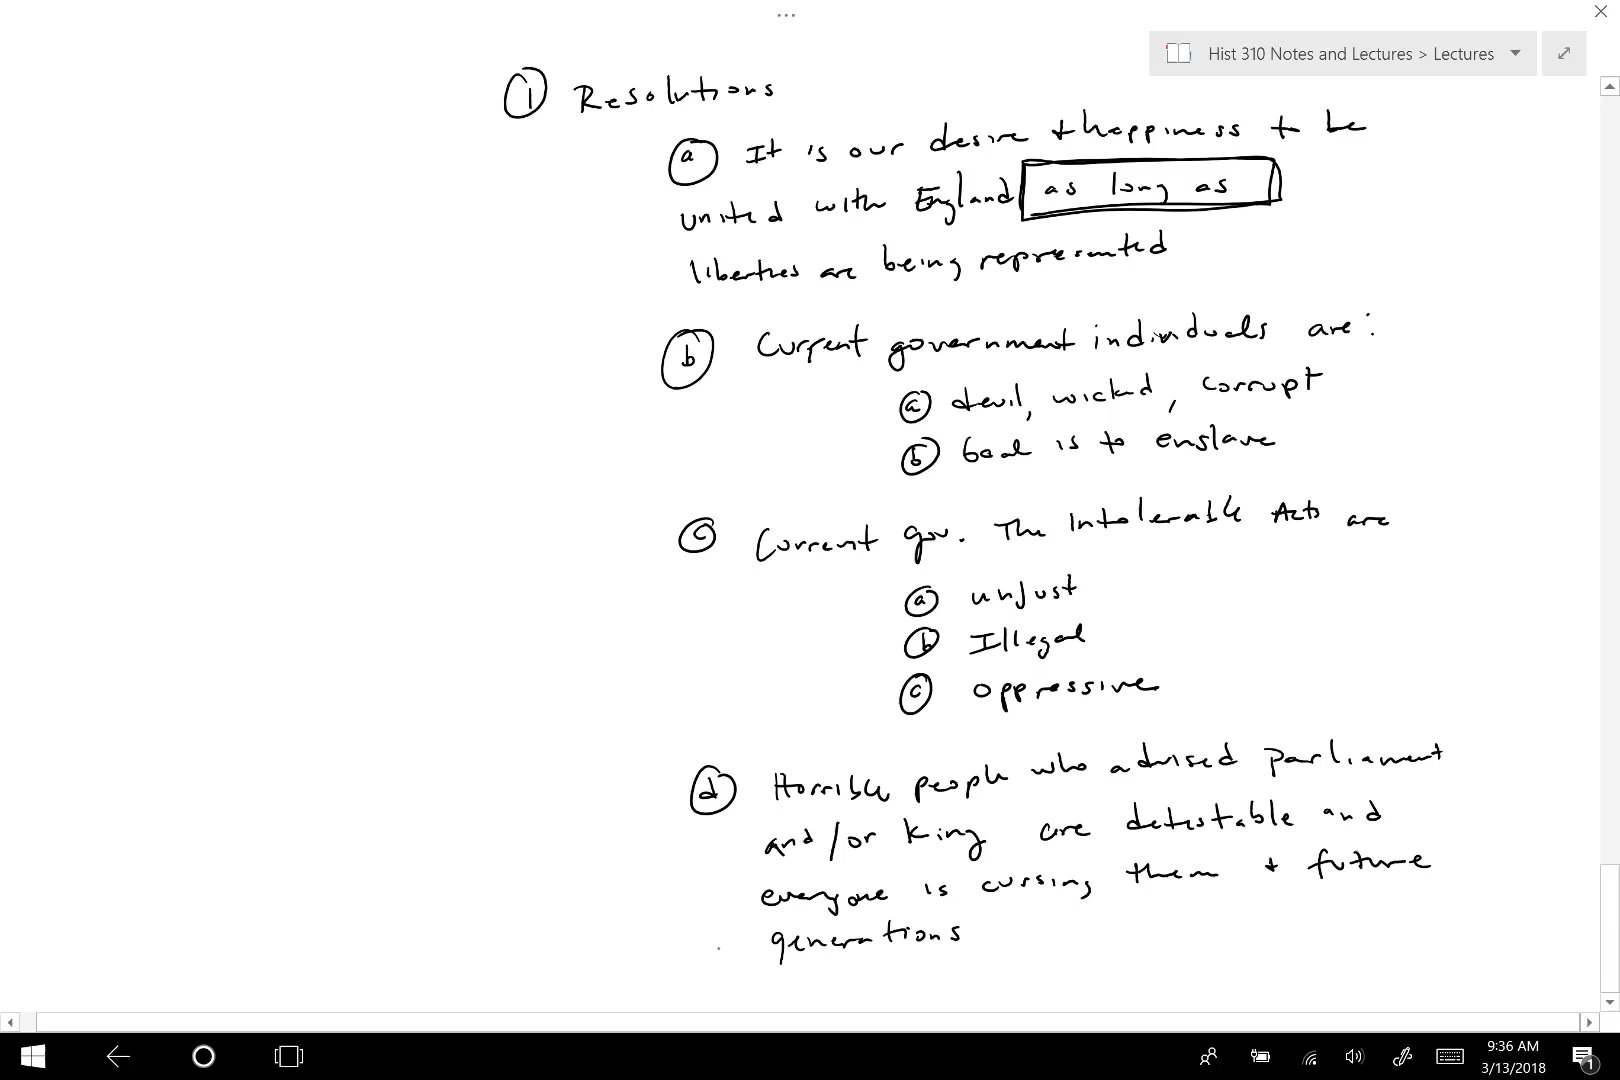 ...
Hist 310 Notes and Lectures > Lectures
1 Resolutions
a It is our desire + happiness to be
united with England as long as
liberties are being represented
b Current government individuals are:
a devil, wicked, corrupt
b Goal is to enslave
c Current gov. The Intolerable Acts are
a unjust
b Illegal
c oppressive
d Horrible people who advised parliament
and/or King are detestable and
everyone is cursing them + future
generations
9:36 AM
3/13/2018
1